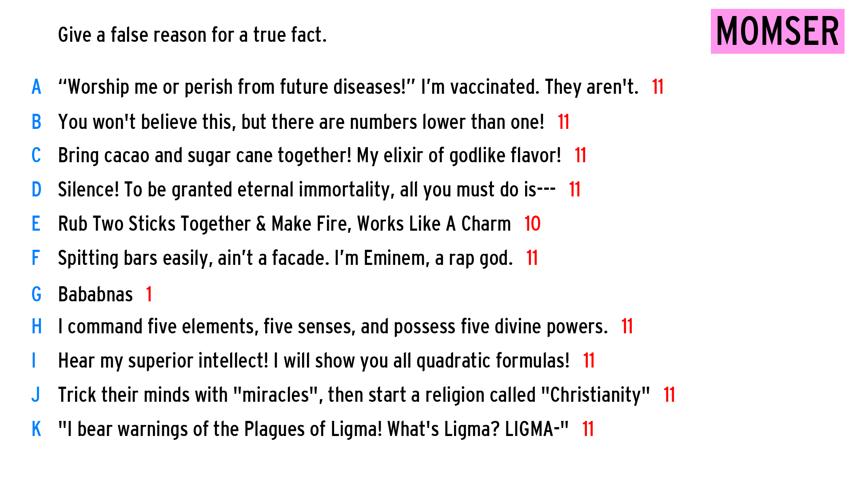 Give a false reason for a true fact.
MOMSER
A “Worship me or perish from future diseases!” I’m vaccinated. They aren't. 11
B You won't believe this, but there are numbers lower than one! 11
C Bring cacao and sugar cane together! My elixir of godlike flavor! 11
D Silence! To be granted eternal immortality, all you must do is--- 11
E Rub Two Sticks Together & Make Fire, Works Like A Charm 10
F Spitting bars easily, ain’t a facade. I’m Eminem, a rap god. 11
G Bababnas 1
H I command five elements, five senses, and possess five divine powers. 11
I Hear my superior intellect! I will show you all quadratic formulas! 11
J Trick their minds with "miracles", then start a religion called "Christianity" 11
K "I bear warnings of the Plagues of Ligma! What's Ligma? LIGMA-" 11